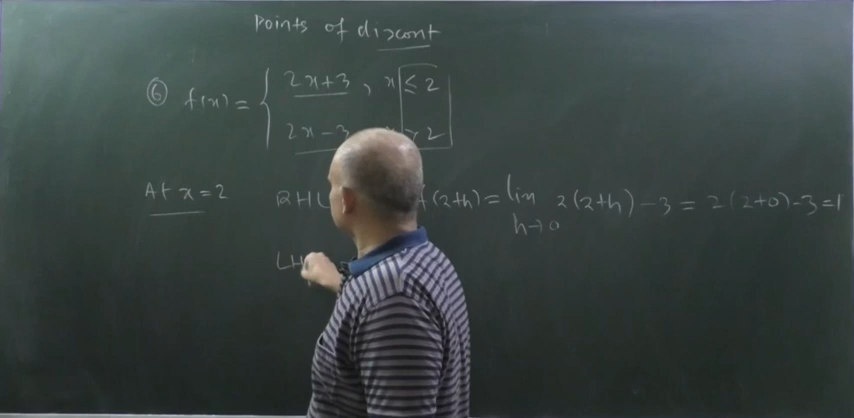 Points of discont
⑥ f(x) = { 2x+3 , x ≤ 2
2x-3 > 2
At x=2 RHL f(2+h) = lim h→0 2(2+h) - 3 = 2(2+0) - 3 = 1
LH